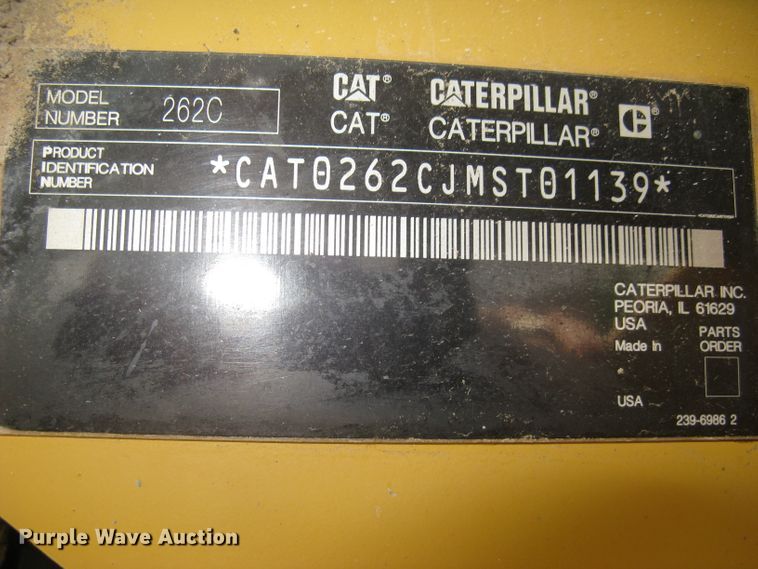 MODEL
NUMBER 262C
CAT® CATERPILLAR®
CAT® CATERPILLAR®
PRODUCT
IDENTIFICATION
NUMBER
*CAT0262CJMST01139*
CATERPILLAR INC.
PEORIA, IL 61629
USA
PARTS
Made In ORDER
USA
239-6986 2
Purple Wave Auction